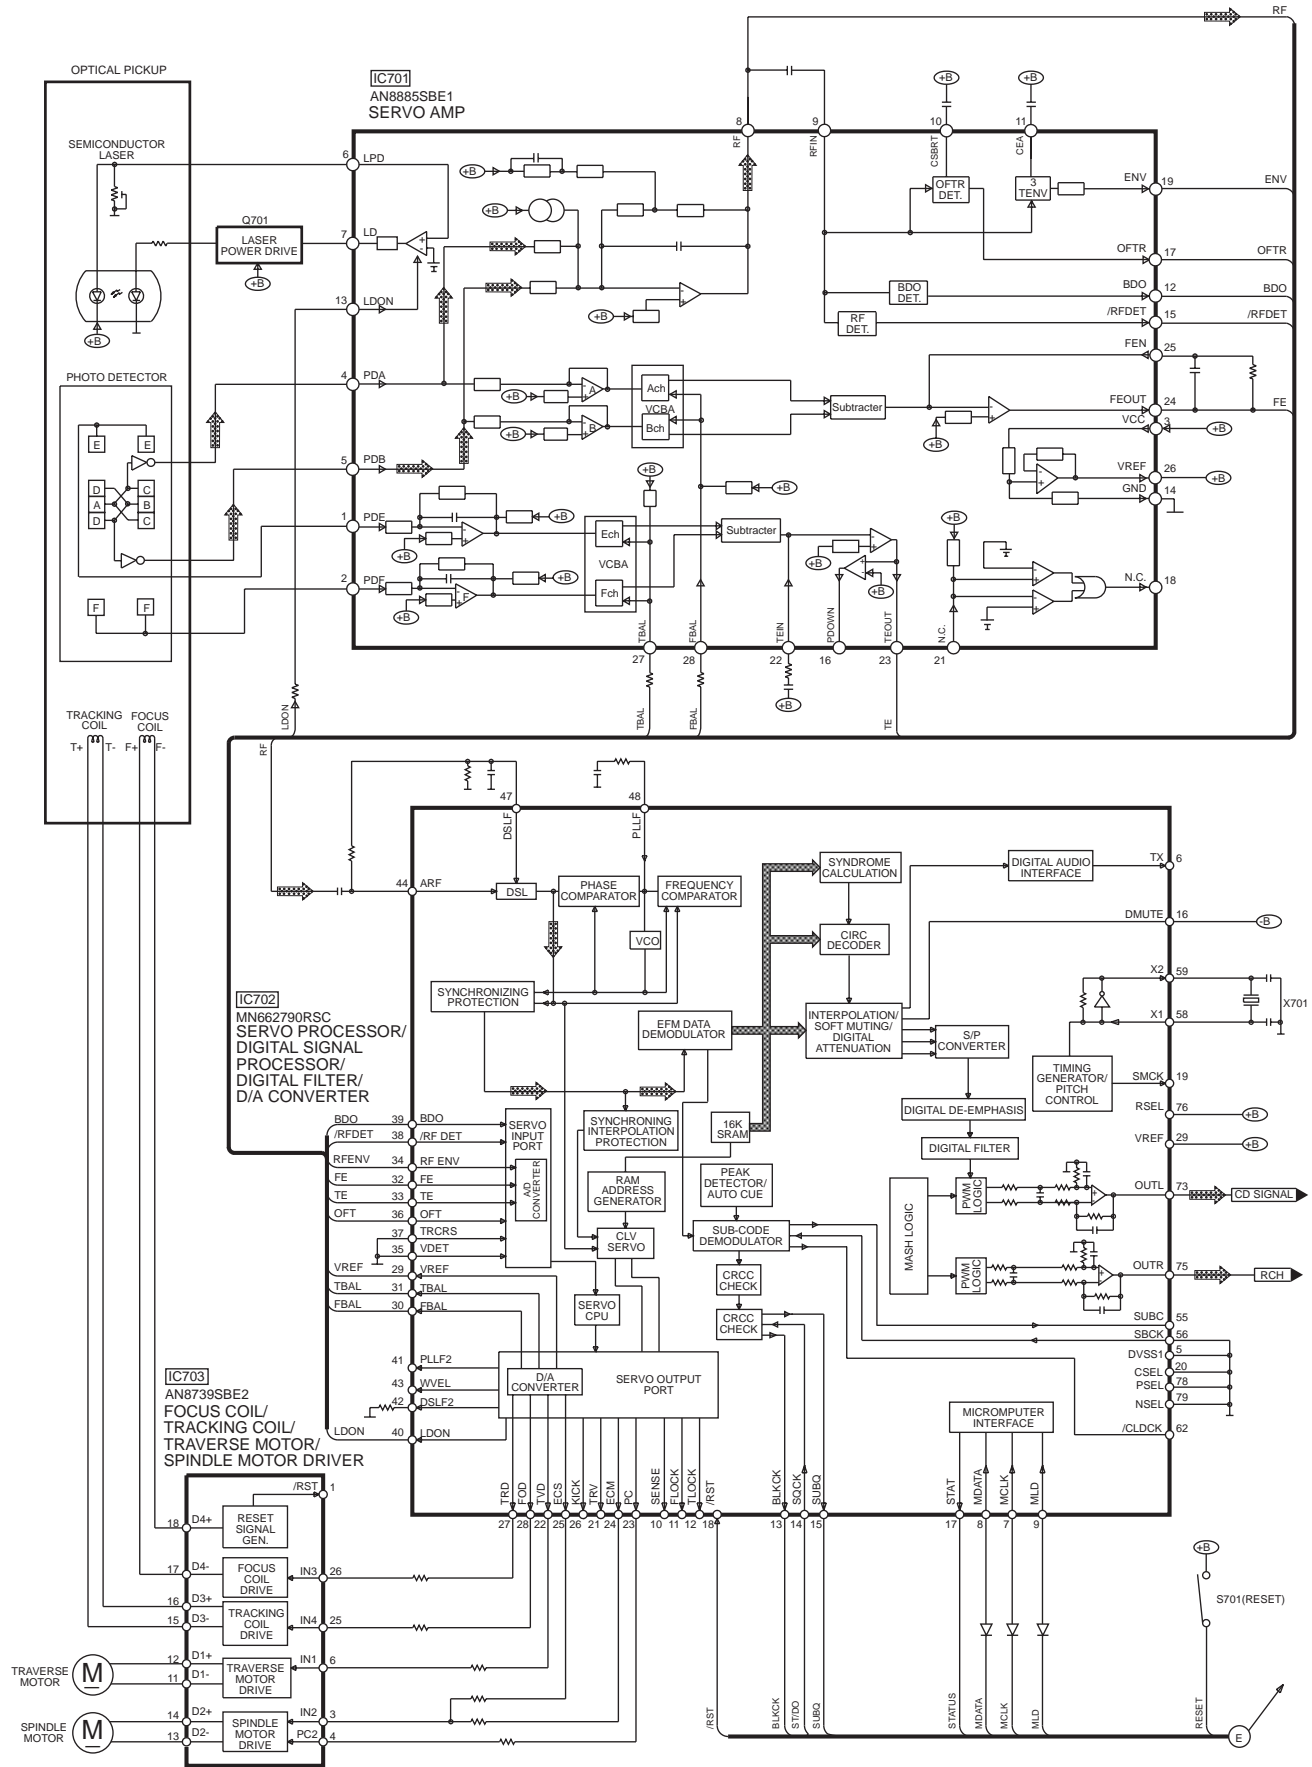 RF
OPTICAL PICKUP
IC701
AN8885SBE1
SERVO AMP
SEMICONDUCTOR
LASER
Q701
LASER
POWER DRIVE
+B
+B
PHOTO DETECTOR
E E
D C
A B
D C
F F
TRACKING
COIL
FOCUS
COIL
T+ T- F+ F-
6 LPD
7 LD
13 LDON
4 PDA
5 PDB
1 PDE
2 PDF
8 RF
9 RFIN
10 CSBRT
11 CEA
+B
+B
+B
+B
+B
OFTR
DET.
3
TENV
BDO
DET.
RF
DET.
ENV 19 ENV
OFTR 17 OFTR
BDO 12 BDO
/RFDET 15 /RFDET
FEN 25
FEOUT 24 FE
VCC 3 +B
VREF 26 +B
GND 14
N.C. 18
+B A
+B B
Ach
VCBA
Bch
Subtracter
+B
+B
+B
+B
+B
Ech
VCBA
Fch
Subtracter
+B
+B
+B F
+B
+B
+B
TBAL
FBAL
TEIN
PDOWN
TEOUT
N.C.
27 28 22 16 23 21
+B
LDON
TBAL
FBAL
TE
RF
47 DSLF
48 PLLF
44 ARF
DSL
PHASE
COMPARATOR
FREQUENCY
COMPARATOR
VCO
SYNCHRONIZING
PROTECTION
SYNDROME
CALCULATION
CIRC
DECODER
EFM DATA
DEMODULATOR
INTERPOLATION/
SOFT MUTING/
DIGITAL
ATTENUATION
DIGITAL AUDIO
INTERFACE
S/P
CONVERTER
TIMING
GENERATOR/
PITCH
CONTROL
DIGITAL DE-EMPHASIS
DIGITAL FILTER
MASH LOGIC
PWM
LOGIC
PWM
LOGIC
TX 6
DMUTE 16 -B
X2 59
X1 58
X701
SMCK 19
RSEL 76 +B
VREF 29 +B
OUTL 73 CD SIGNAL
OUTR 75 RCH
SUBC 55
SBCK 56
DVSS1 5
CSEL 20
PSEL 78
NSEL 79
/CLDCK 62
IC702
MN662790RSC
SERVO PROCESSOR/
DIGITAL SIGNAL
PROCESSOR/
DIGITAL FILTER/
D/A CONVERTER
BDO 39 BDO
/RFDET 38 /RF DET
RFENV 34 RF ENV
FE 32 FE
TE 33 TE
OFT 36 OFT
37 TRCRS
35 VDET
VREF 29 VREF
TBAL 31 TBAL
FBAL 30 FBAL
41 PLLF2
43 WVEL
42 DSLF2
LDON 40 LDON
SERVO
INPUT
PORT
A/D
CONVERTER
SYNCHRONING
INTERPOLATION
PROTECTION
16K
SRAM
RAM
ADDRESS
GENERATOR
PEAK
DETECTOR/
AUTO CUE
CLV
SERVO
SUB-CODE
DEMODULATOR
CRCC
CHECK
CRCC
CHECK
SERVO
CPU
D/A
CONVERTER
SERVO OUTPUT
PORT
MICROMPUTER
INTERFACE
TRD
FOD
TVD
ECS
KICK
TRV
ECM
PC
SENSE
FLOCK
TLOCK
/RST
BLKCK
SQCK
SUBQ
STAT
MDATA
MCLK
MLD
27 28 22 25 26 21 24 23 10 11 12 18 13 14 15 17 8 7 9
IC703
AN8739SBE2
FOCUS COIL/
TRACKING COIL/
TRAVERSE MOTOR/
SPINDLE MOTOR DRIVER
/RST 1
18 D4+
RESET
SIGNAL
GEN.
17 D4-
FOCUS
COIL
DRIVE
IN3 26
16 D3+
15 D3-
TRACKING
COIL
DRIVE
IN4 25
12 D1+
11 D1-
TRAVERSE
MOTOR
DRIVE
IN1 6
14 D2+
13 D2-
SPINDLE
MOTOR
DRIVE
IN2 3
PC2 4
TRAVERSE
MOTOR
M
SPINDLE
MOTOR
M
/RST
BLKCK
ST/DO
SUBQ
STATUS
MDATA
MCLK
MLD
RESET
+B
S701(RESET)
E